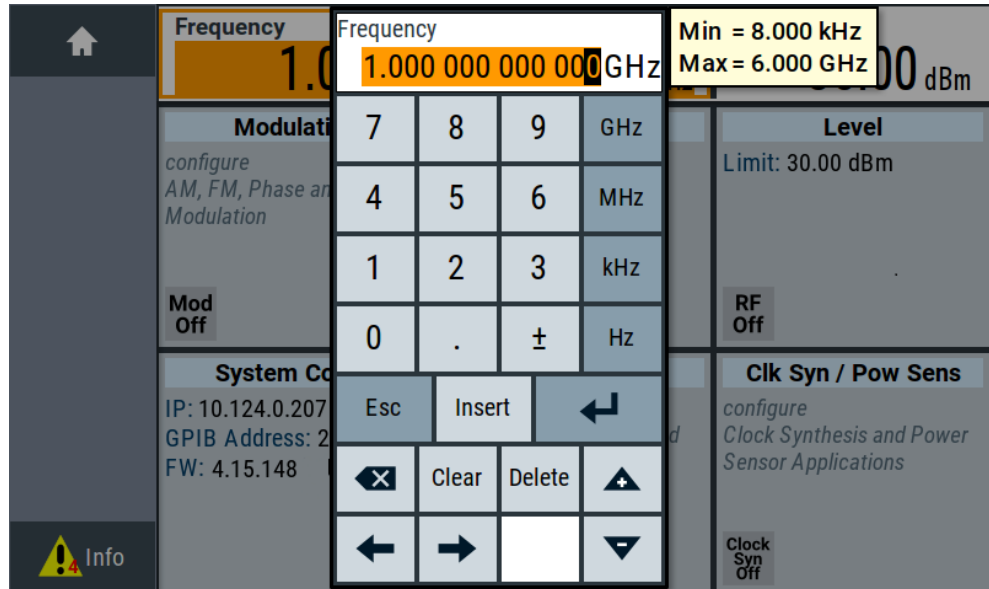 Frequency
1.0
Frequency
1.000 000 000 000 GHz
Min = 8.000 kHz
Max = 6.000 GHz
00 dBm
Modulati
configure
AM, FM, Phase an
Modulation
Mod
Off
7 8 9 GHz
4 5 6 MHz
1 2 3 kHz
0 . ± Hz
Esc Insert
Clear Delete
Level
Limit: 30.00 dBm
RF
Off
System Co
IP: 10.124.0.207
GPIB Address: 2
FW: 4.15.148
d
Clk Syn / Pow Sens
configure
Clock Synthesis and Power
Sensor Applications
Clock
Syn
Off
4 Info